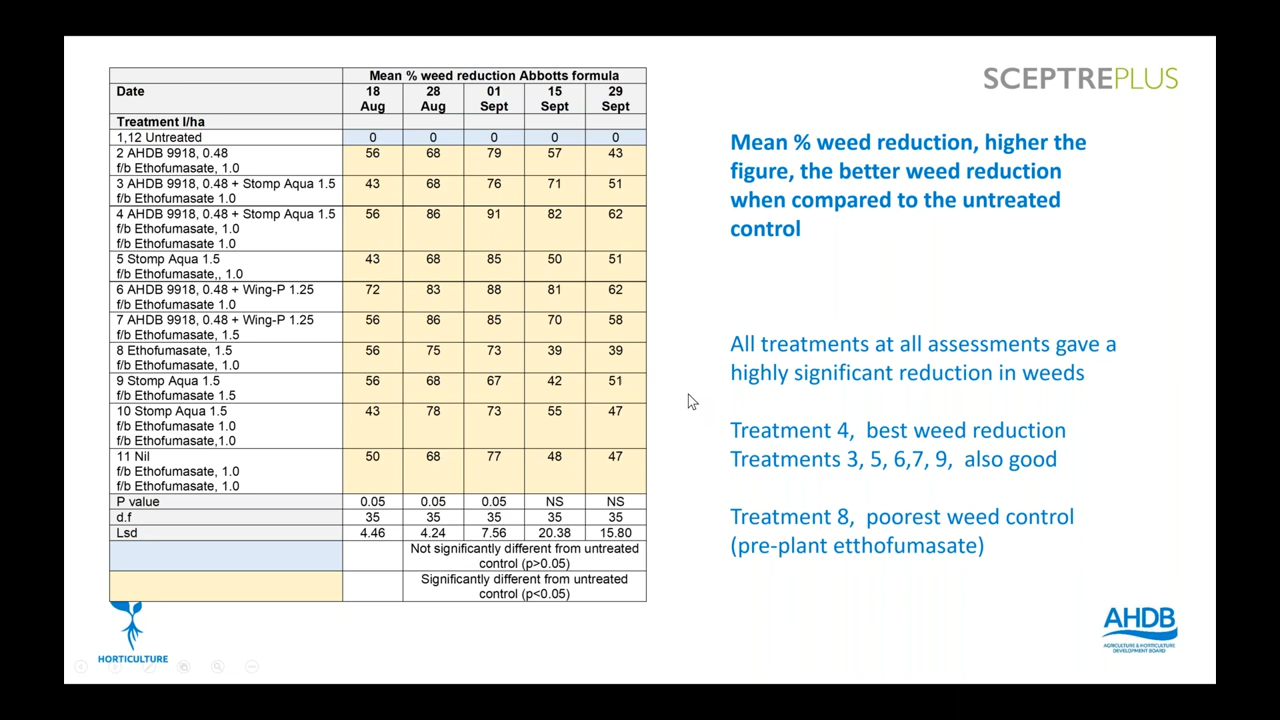 Mean % weed reduction Abbotts formula
Date 18 Aug 28 Aug 01 Sept 15 Sept 29 Sept
Treatment l/ha
1,12 Untreated 0 0 0 0 0
2 AHDB 9918, 0.48 56 68 79 57 43
f/b Ethofumasate, 1.0
3 AHDB 9918, 0.48 + Stomp Aqua 1.5 43 68 76 71 51
f/b Ethofumasate 1.0
4 AHDB 9918, 0.48 + Stomp Aqua 1.5 56 86 91 82 62
f/b Ethofumasate, 1.0
f/b Ethofumasate 1.0
5 Stomp Aqua 1.5 43 68 85 50 51
f/b Ethofumasate,, 1.0
6 AHDB 9918, 0.48 + Wing-P 1.25 72 83 88 81 62
f/b Ethofumasate 1.0
7 AHDB 9918, 0.48 + Wing-P 1.25 56 86 85 70 58
f/b Ethofumasate, 1.5
8 Ethofumasate, 1.5 56 75 73 39 39
f/b Ethofumasate, 1.0
9 Stomp Aqua 1.5 56 68 67 42 51
f/b Ethofumasate 1.5
10 Stomp Aqua 1.5 43 78 73 55 47
f/b Ethofumasate 1.0
f/b Ethofumasate,1.0
11 Nil 50 68 77 48 47
f/b Ethofumasate, 1.0
f/b Ethofumasate, 1.0
P value 0.05 0.05 0.05 NS NS
d.f 35 35 35 35 35
Lsd 4.46 4.24 7.56 20.38 15.80
Not significantly different from untreated
control (p>0.05)
Significantly different from untreated
control (p<0.05)
HORTICULTURE
SCEPTREPLUS
Mean % weed reduction, higher the
figure, the better weed reduction
when compared to the untreated
control
All treatments at all assessments gave a
highly significant reduction in weeds
Treatment 4, best weed reduction
Treatments 3, 5, 6,7, 9, also good
Treatment 8, poorest weed control
(pre-plant etthofumasate)
AHDB
AGRICULTURE & HORTICULTURE
DEVELOPMENT BOARD